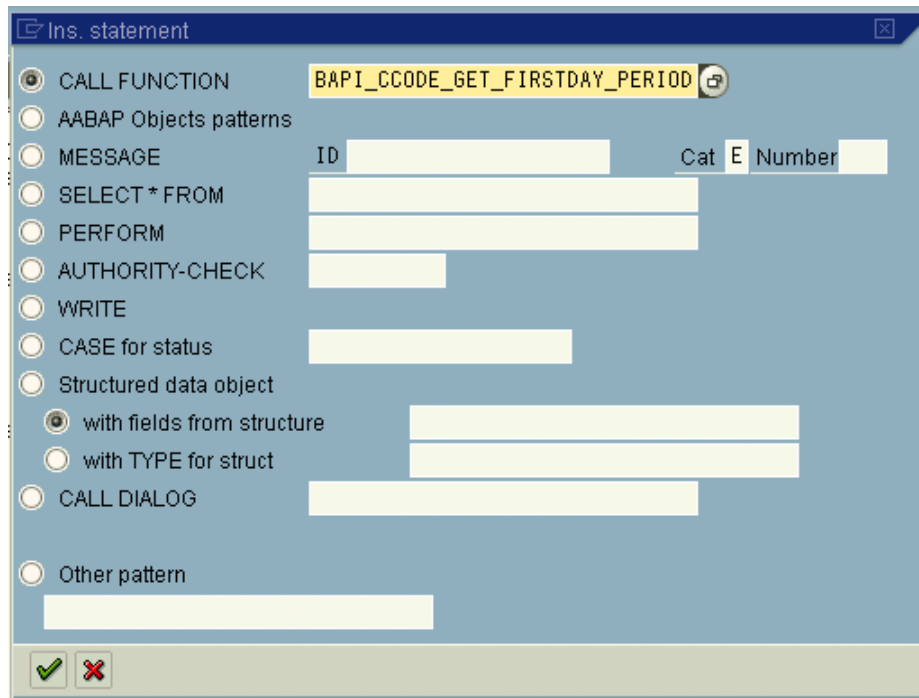 Ins. statement
CALL FUNCTION BAPI_CCODE_GET_FIRSTDAY_PERIOD
AABAP Objects patterns
MESSAGE ID Cat E Number
SELECT * FROM
PERFORM
AUTHORITY-CHECK
WRITE
CASE for status
Structured data object
with fields from structure
with TYPE for struct
CALL DIALOG
Other pattern